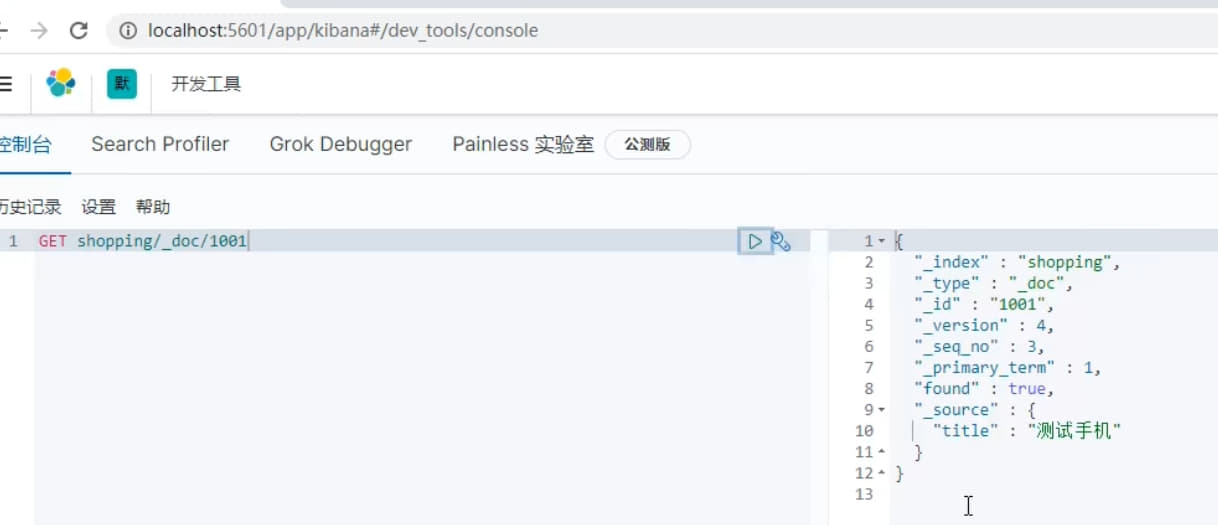 localhost:5601/app/kibana#/dev_tools/console
默 开发工具
控制台 Search Profiler Grok Debugger Painless 实验室 公测版
历史记录 设置 帮助
1 GET shopping/_doc/1001
1 {
2 "_index" : "shopping",
3 "_type" : "_doc",
4 "_id" : "1001",
5 "_version" : 4,
6 "_seq_no" : 3,
7 "_primary_term" : 1,
8 "found" : true,
9 "_source" : {
10 "title" : "测试手机"
11 }
12 }
13